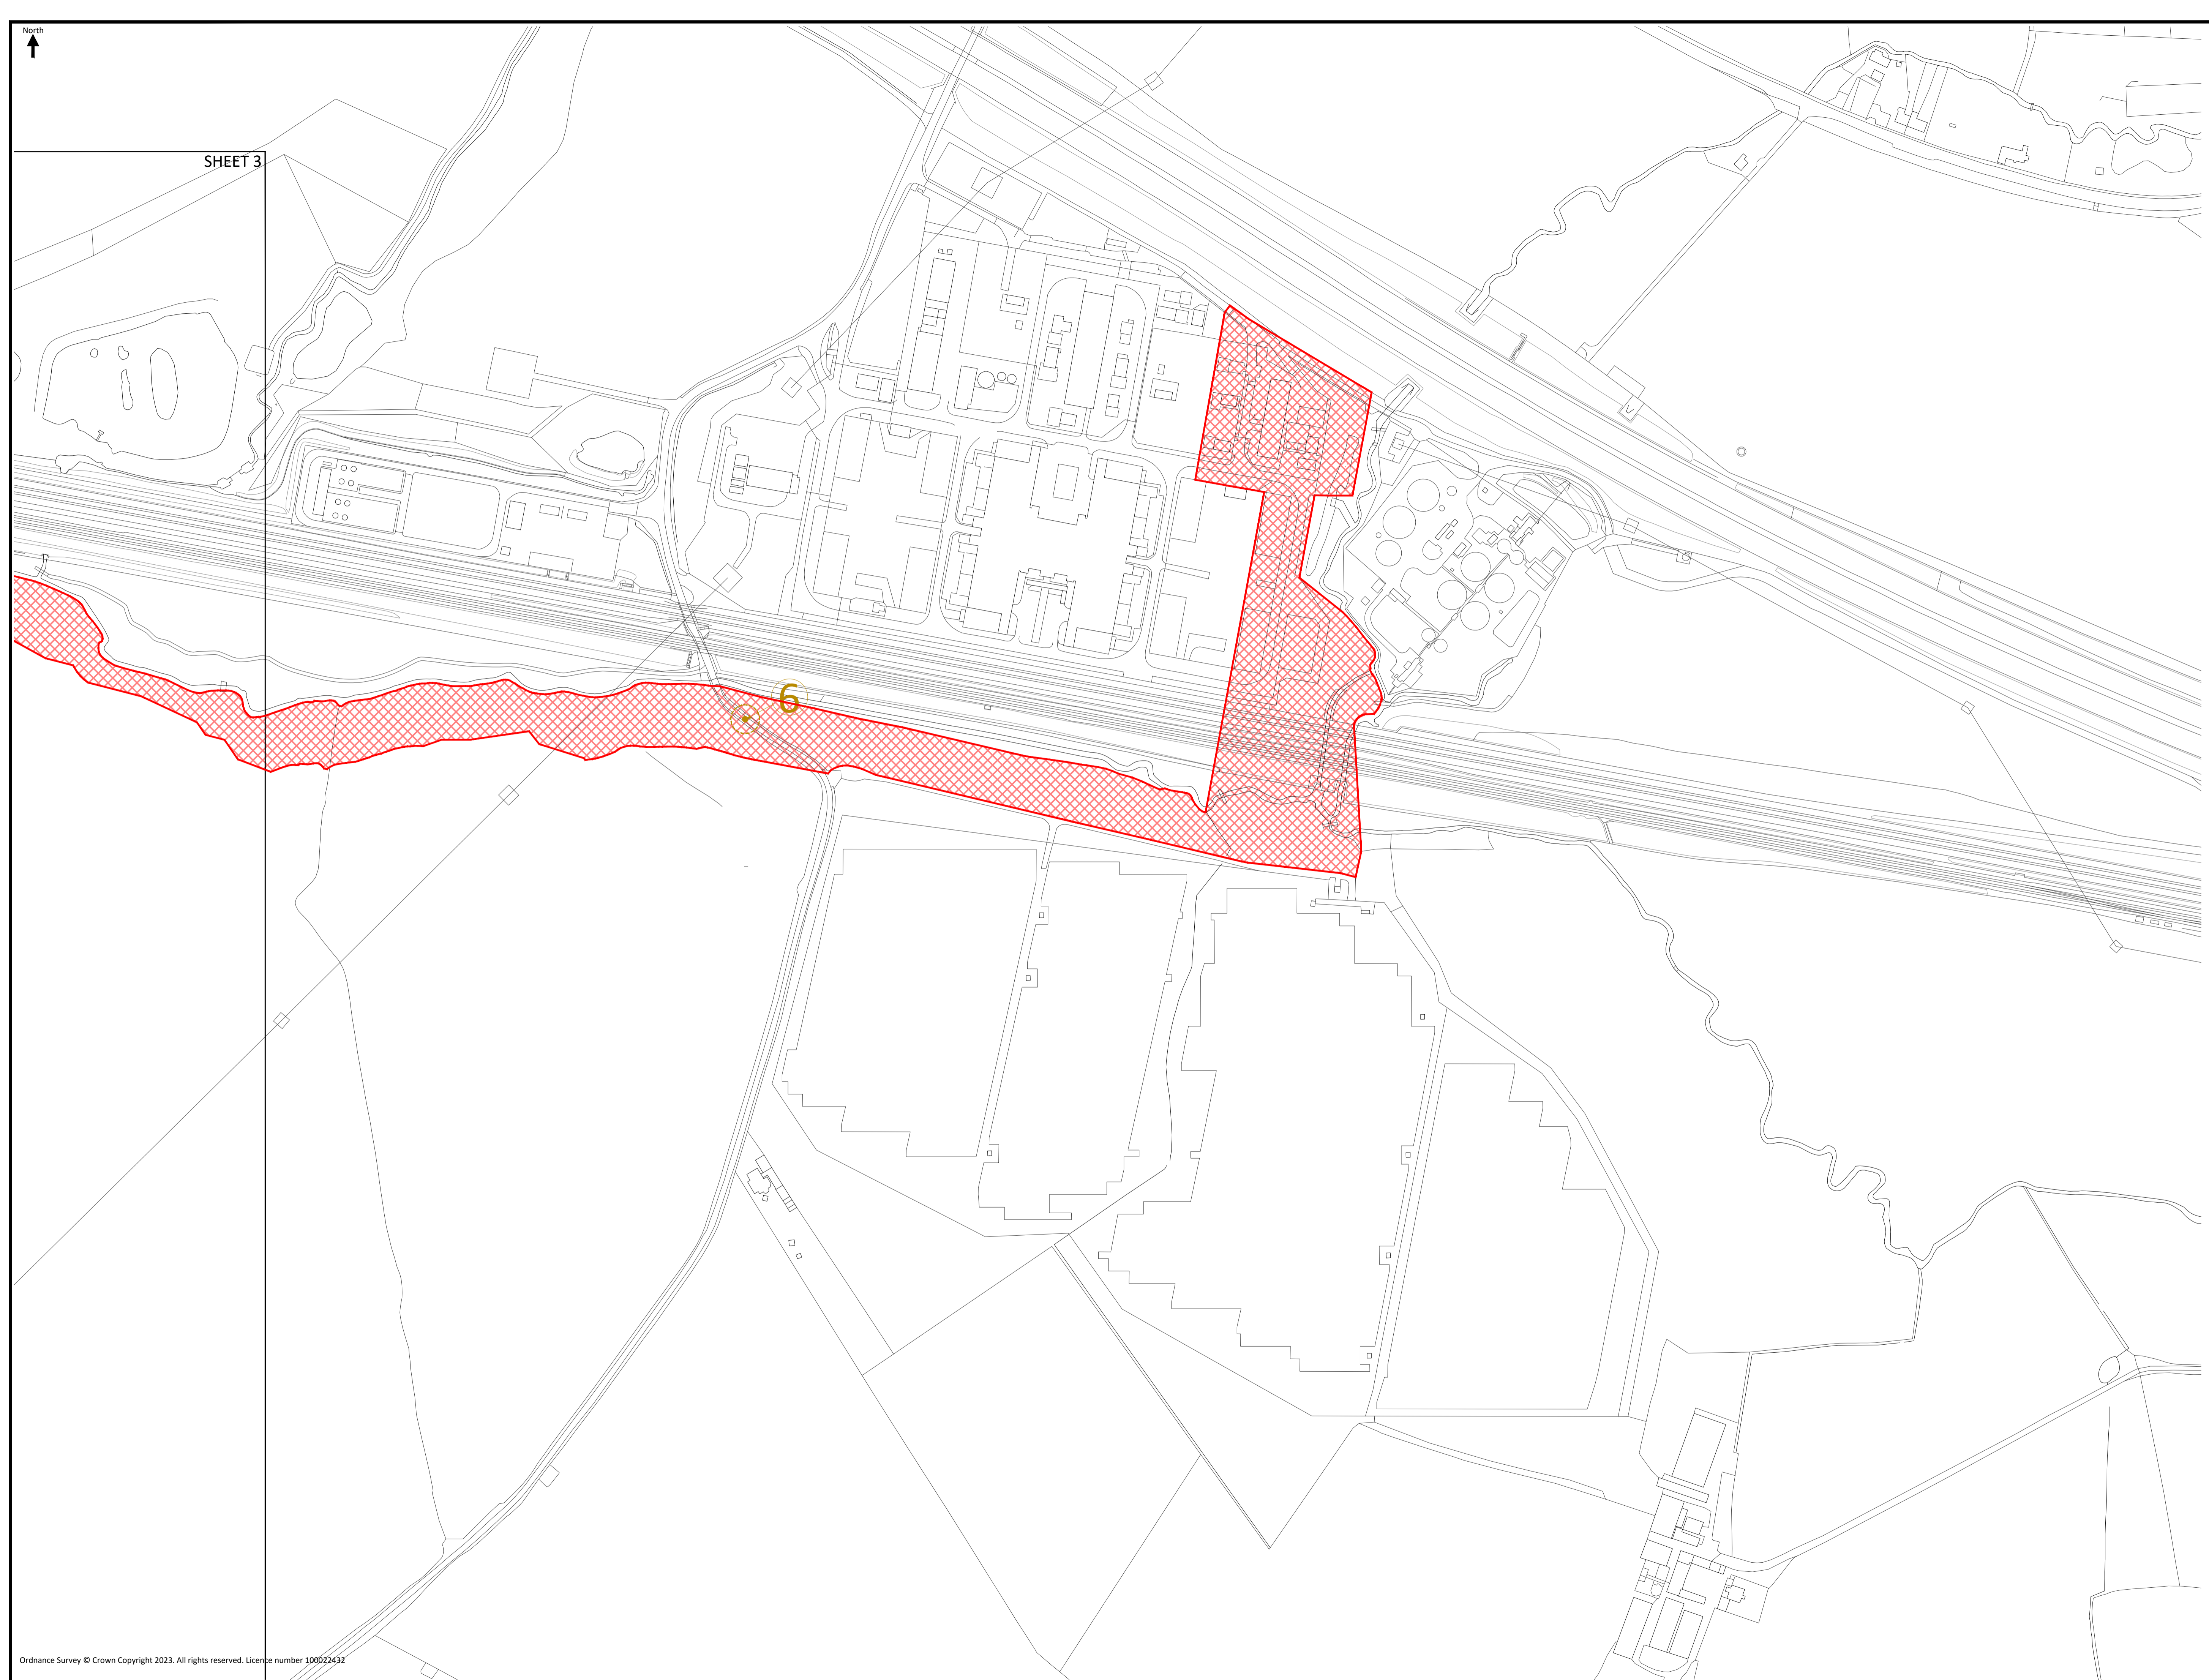 North
SHEET 3
6
Ordnance Survey © Crown Copyright 2023. All rights reserved. Licence number 100022432